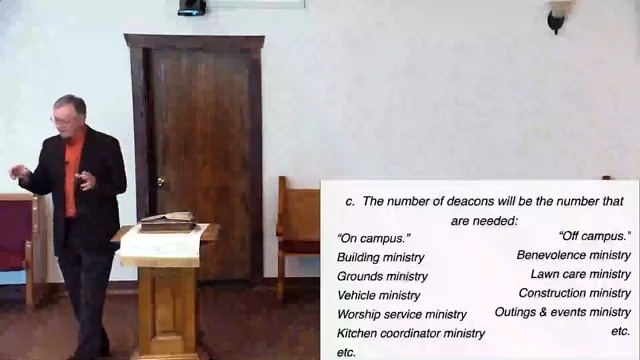 c. The number of deacons will be the number that
are needed:
“On campus.”
Building ministry
Grounds ministry
Vehicle ministry
Worship service ministry
Kitchen coordinator ministry
etc.
“Off campus.”
Benevolence ministry
Lawn care ministry
Construction ministry
Outings & events ministry
etc.